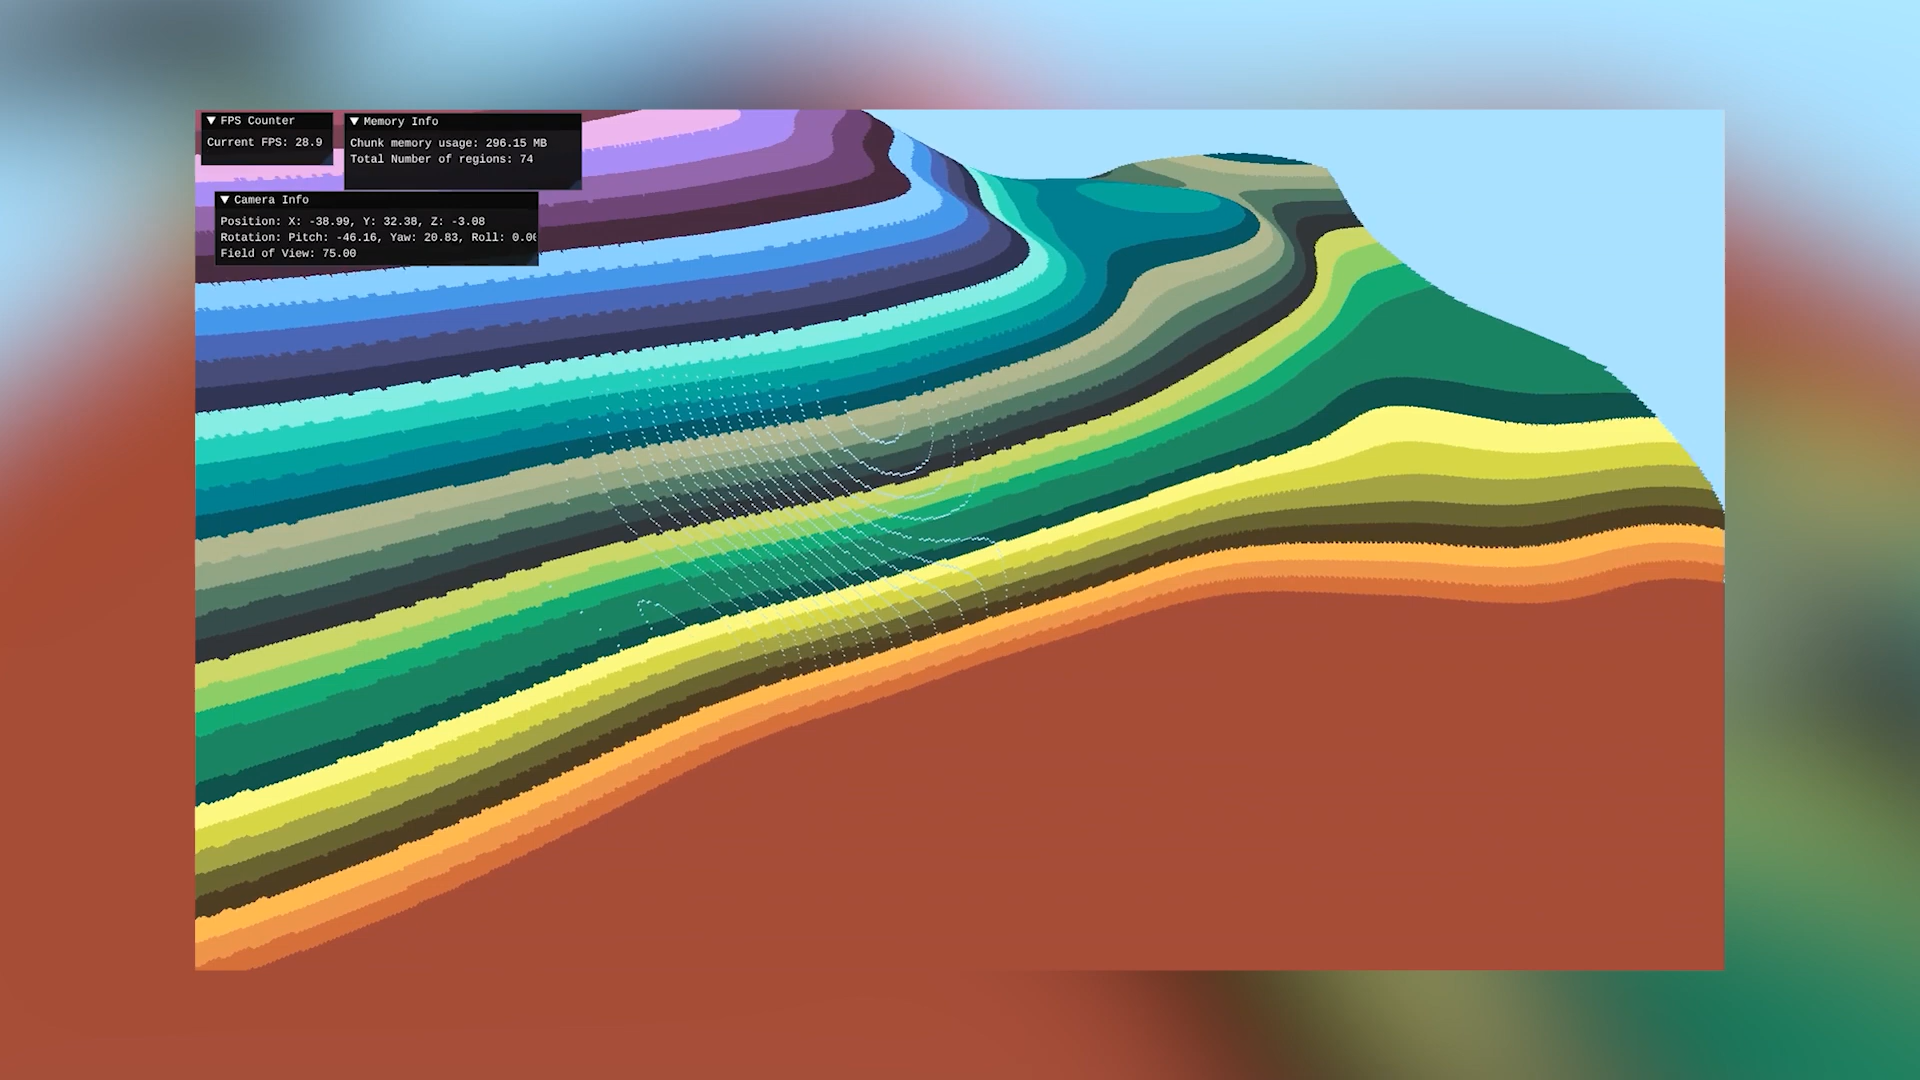 FPS Counter
Current FPS: 28.9
Memory Info
Chunk memory usage: 296.15 MB
Total Number of regions: 74
Camera Info
Position: X: -38.99, Y: 32.38, Z: -3.08
Rotation: Pitch: -46.16, Yaw: 20.83, Roll: 0.00
Field of View: 75.00